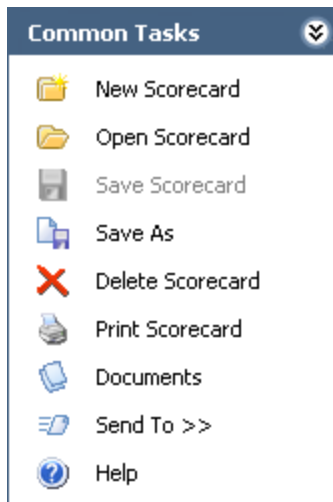 Common Tasks
New Scorecard
Open Scorecard
Save Scorecard
Save As
Delete Scorecard
Print Scorecard
Documents
Send To >>
Help